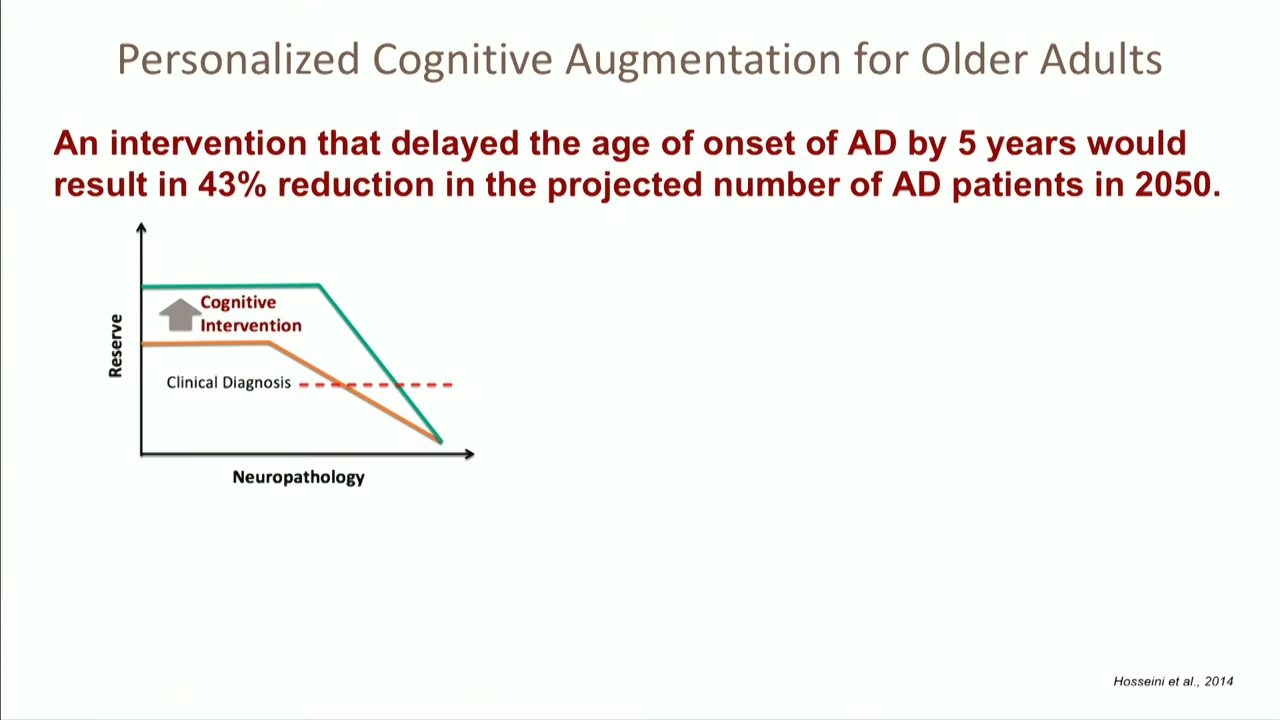 Personalized Cognitive Augmentation for Older Adults
An intervention that delayed the age of onset of AD by 5 years would
result in 43% reduction in the projected number of AD patients in 2050.
Cognitive
Intervention
Reserve
Clinical Diagnosis
Neuropathology
Hosseini et al., 2014